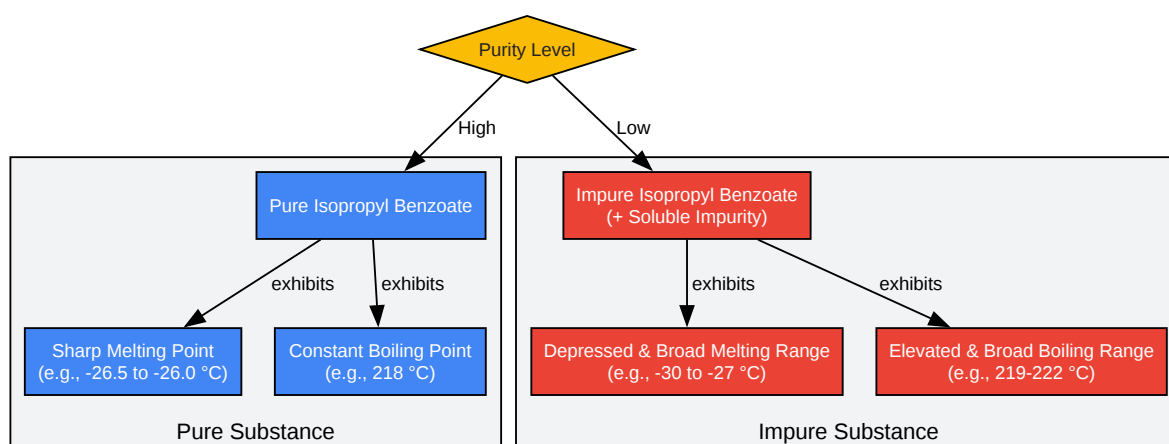 Purity Level
High
Low
Pure Isopropyl Benzoate
Impure Isopropyl Benzoate
(+ Soluble Impurity)
exhibits
exhibits
exhibits
exhibits
Sharp Melting Point
(e.g., -26.5 to -26.0 °C)
Constant Boiling Point
(e.g., 218 °C)
Depressed & Broad Melting Range
(e.g., -30 to -27 °C)
Elevated & Broad Boiling Range
(e.g., 219-222 °C)
Pure Substance
Impure Substance